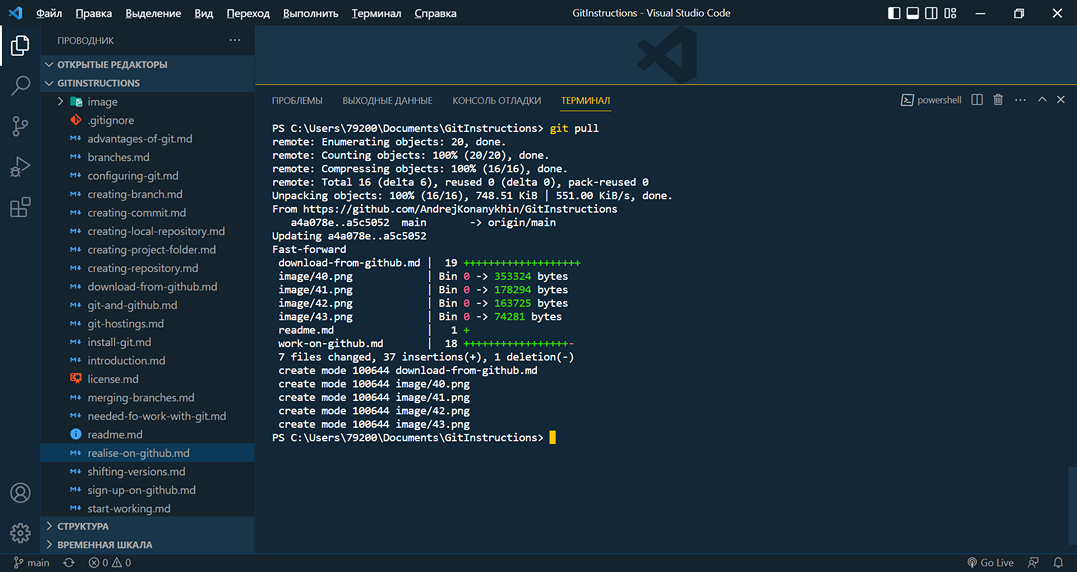 Файл Правка Выделение Вид Переход Выполнить Терминал Справка GitInstructions - Visual Studio Code
ПРОВОДНИК
ОТКРЫТЫЕ РЕДАКТОРЫ
GITINSTRUCTIONS
image
.gitignore
advantages-of-git.md
branches.md
configuring-git.md
creating-branch.md
creating-commit.md
creating-local-repository.md
creating-project-folder.md
creating-repository.md
download-from-github.md
git-and-github.md
git-hostings.md
install-git.md
introduction.md
license.md
merging-branches.md
needed-fo-work-with-git.md
readme.md
realise-on-github.md
shifting-versions.md
sign-up-on-github.md
start-working.md
СТРУКТУРА
ВРЕМЕННАЯ ШКАЛА
ПРОБЛЕМЫ ВЫХОДНЫЕ ДАННЫЕ КОНСОЛЬ ОТЛАДКИ ТЕРМИНАЛ powershell
PS C:\Users\79200\Documents\GitInstructions> git pull
remote: Enumerating objects: 20, done.
remote: Counting objects: 100% (20/20), done.
remote: Compressing objects: 100% (16/16), done.
remote: Total 16 (delta 6), reused 0 (delta 0), pack-reused 0
Unpacking objects: 100% (16/16), 748.51 KiB | 551.00 KiB/s, done.
From https://github.com/AndrejKonanykhin/GitInstructions
a4a078e..a5c5052 main -> origin/main
Updating a4a078e..a5c5052
Fast-forward
download-from-github.md | 19 +++++++++++++++++++
image/40.png | Bin 0 -> 353324 bytes
image/41.png | Bin 0 -> 178294 bytes
image/42.png | Bin 0 -> 163725 bytes
image/43.png | Bin 0 -> 74281 bytes
readme.md | 1 +
work-on-github.md | 18 +++++++++++++++++-
7 files changed, 37 insertions(+), 1 deletion(-)
create mode 100644 download-from-github.md
create mode 100644 image/40.png
create mode 100644 image/41.png
create mode 100644 image/42.png
create mode 100644 image/43.png
PS C:\Users\79200\Documents\GitInstructions>
main 0 0 Go Live